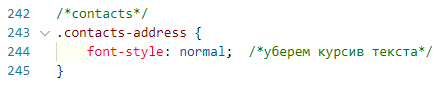 242 /*contacts*/
243 .contacts-address {
244 font-style: normal; /*уберем курсив текста*/
245 }